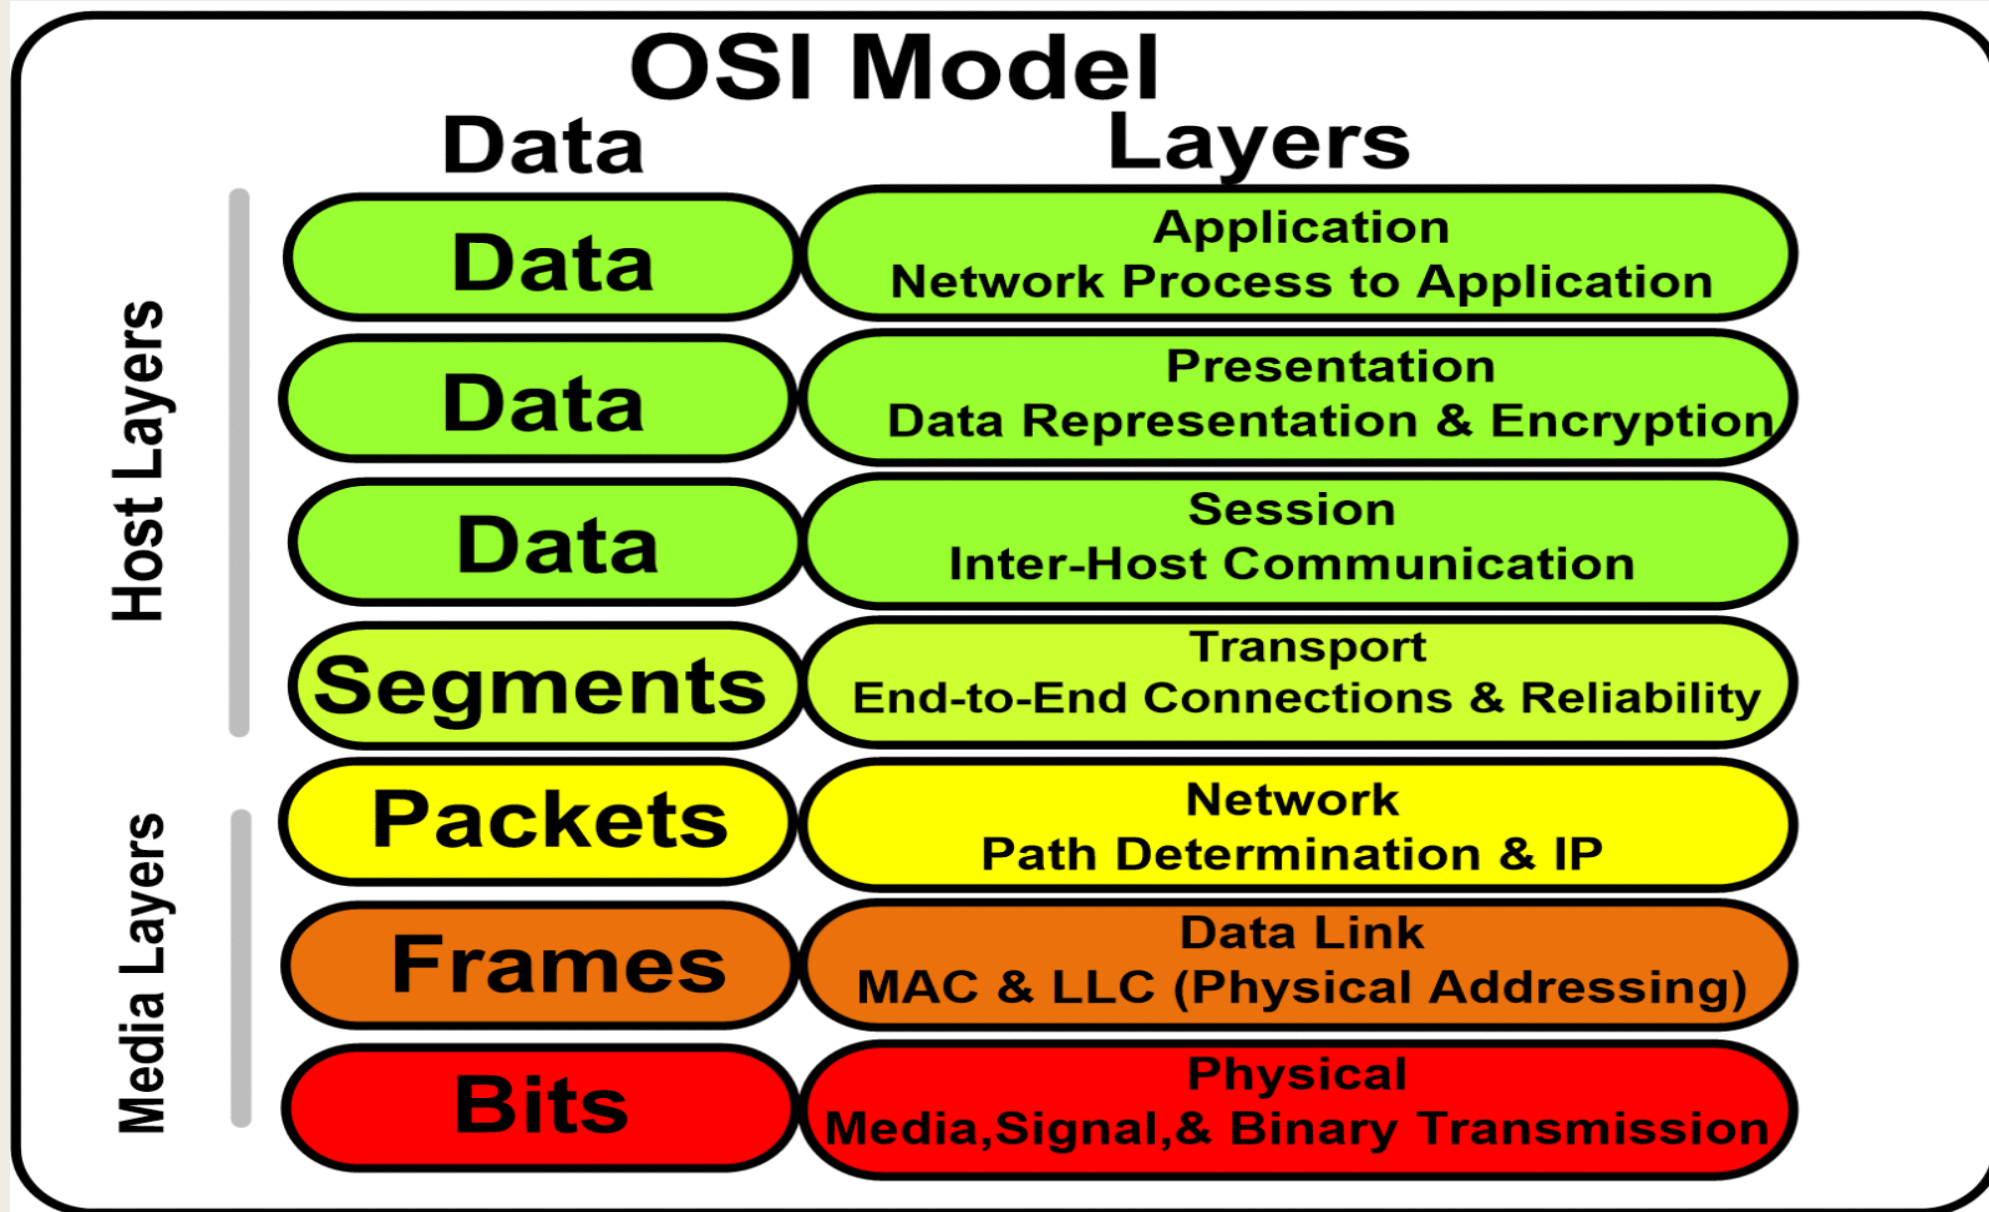 OSI Model
Data
Layers
Host Layers
Data
Application
Network Process to Application
Data
Presentation
Data Representation & Encryption
Data
Session
Inter-Host Communication
Segments
Transport
End-to-End Connections & Reliability
Media Layers
Packets
Network
Path Determination & IP
Frames
Data Link
MAC & LLC (Physical Addressing)
Bits
Physical
Media,Signal,& Binary Transmission